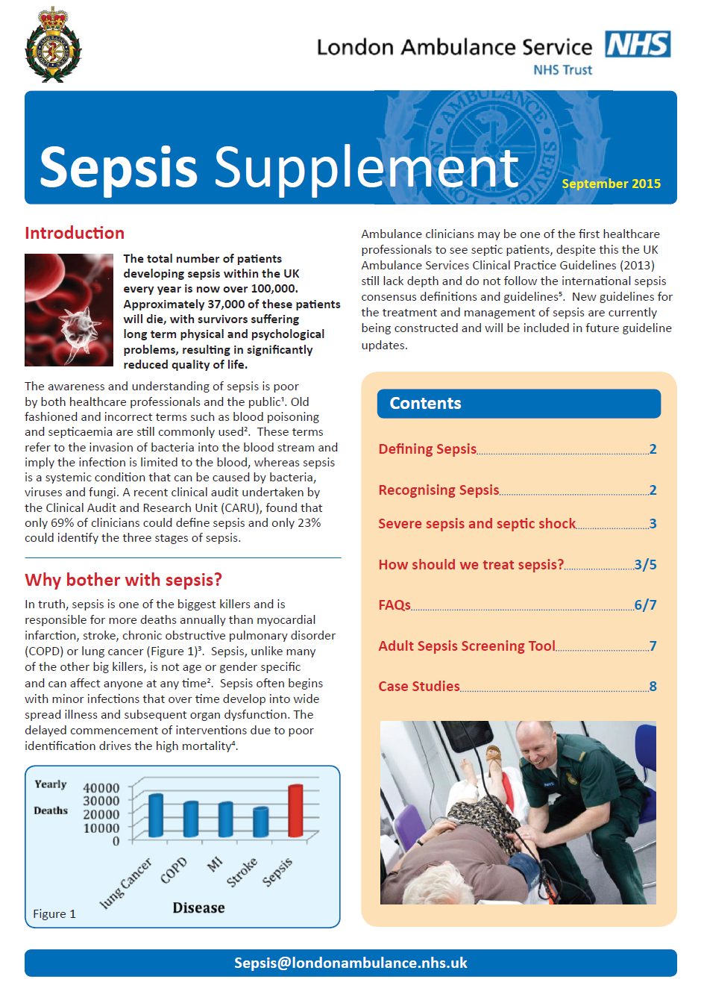 London Ambulance Service NHS
NHS Trust
Sepsis Supplement
September 2015
Introduction
The total number of patients
developing sepsis within the UK
every year is now over 100,000.
Approximately 37,000 of these patients
will die, with survivors suffering
long term physical and psychological
problems, resulting in significantly
reduced quality of life.
The awareness and understanding of sepsis is poor
by both healthcare professionals and the public¹. Old
fashioned and incorrect terms such as blood poisoning
and septicaemia are still commonly used². These terms
refer to the invasion of bacteria into the blood stream and
imply the infection is limited to the blood, whereas sepsis
is a systemic condition that can be caused by bacteria,
viruses and fungi. A recent clinical audit undertaken by
the Clinical Audit and Research Unit (CARU), found that
only 69% of clinicians could define sepsis and only 23%
could identify the three stages of sepsis.
Why bother with sepsis?
In truth, sepsis is one of the biggest killers and is
responsible for more deaths annually than myocardial
infarction, stroke, chronic obstructive pulmonary disorder
(COPD) or lung cancer (Figure 1)³. Sepsis, unlike many
of the other big killers, is not age or gender specific
and can affect anyone at any time². Sepsis often begins
with minor infections that over time develop into wide
spread illness and subsequent organ dysfunction. The
delayed commencement of interventions due to poor
identification drives the high mortality⁴.
Yearly
Deaths
40000
30000
20000
10000
0
lung Cancer
COPD
MI
Stroke
Sepsis
Disease
Figure 1
Ambulance clinicians may be one of the first healthcare
professionals to see septic patients, despite this the UK
Ambulance Services Clinical Practice Guidelines (2013)
still lack depth and do not follow the international sepsis
consensus definitions and guidelines⁵. New guidelines for
the treatment and management of sepsis are currently
being constructed and will be included in future guideline
updates.
Contents
Defining Sepsis 2
Recognising Sepsis 2
Severe sepsis and septic shock 3
How should we treat sepsis? 3/5
FAQs 6/7
Adult Sepsis Screening Tool 7
Case Studies 8
NHS
Sepsis@londonambulance.nhs.uk